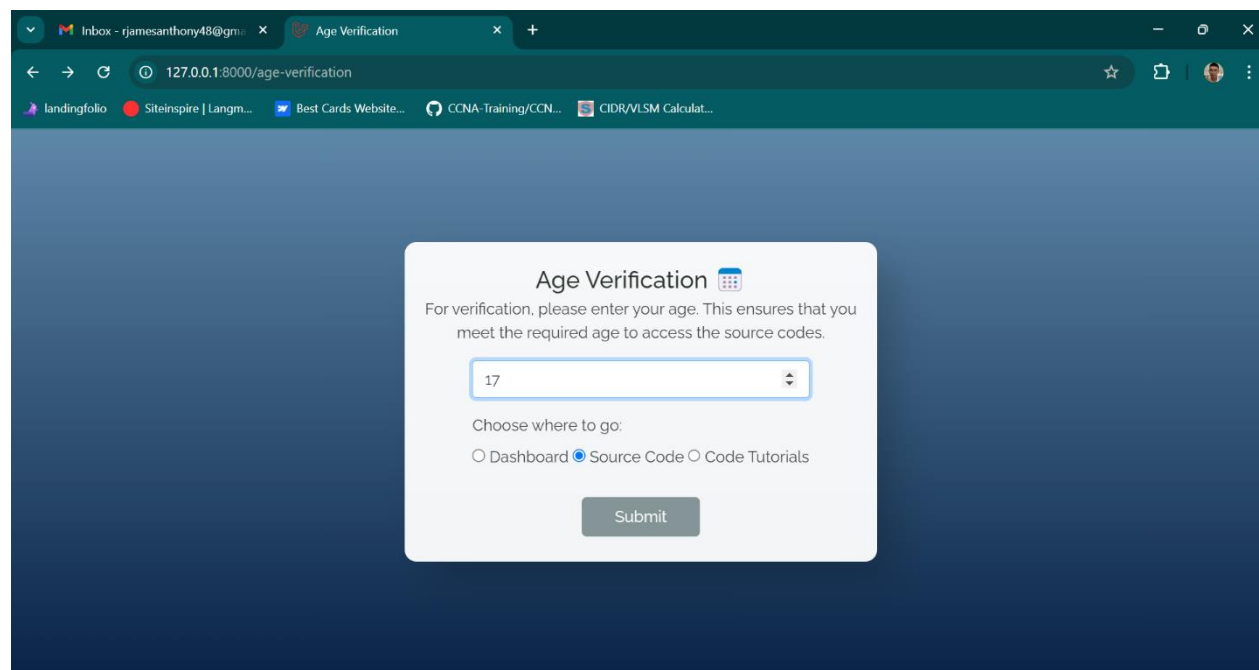 Inbox - rjamesanthony48@gma
Age Verification
127.0.0.1:8000/age-verification
landingfolio
Siteinspire | Langm...
Best Cards Website...
CCNA-Training/CCN...
CIDR/VLSM Calculat...
Age Verification
For verification, please enter your age. This ensures that you
meet the required age to access the source codes.
17
Choose where to go:
Dashboard Source Code Code Tutorials
Submit